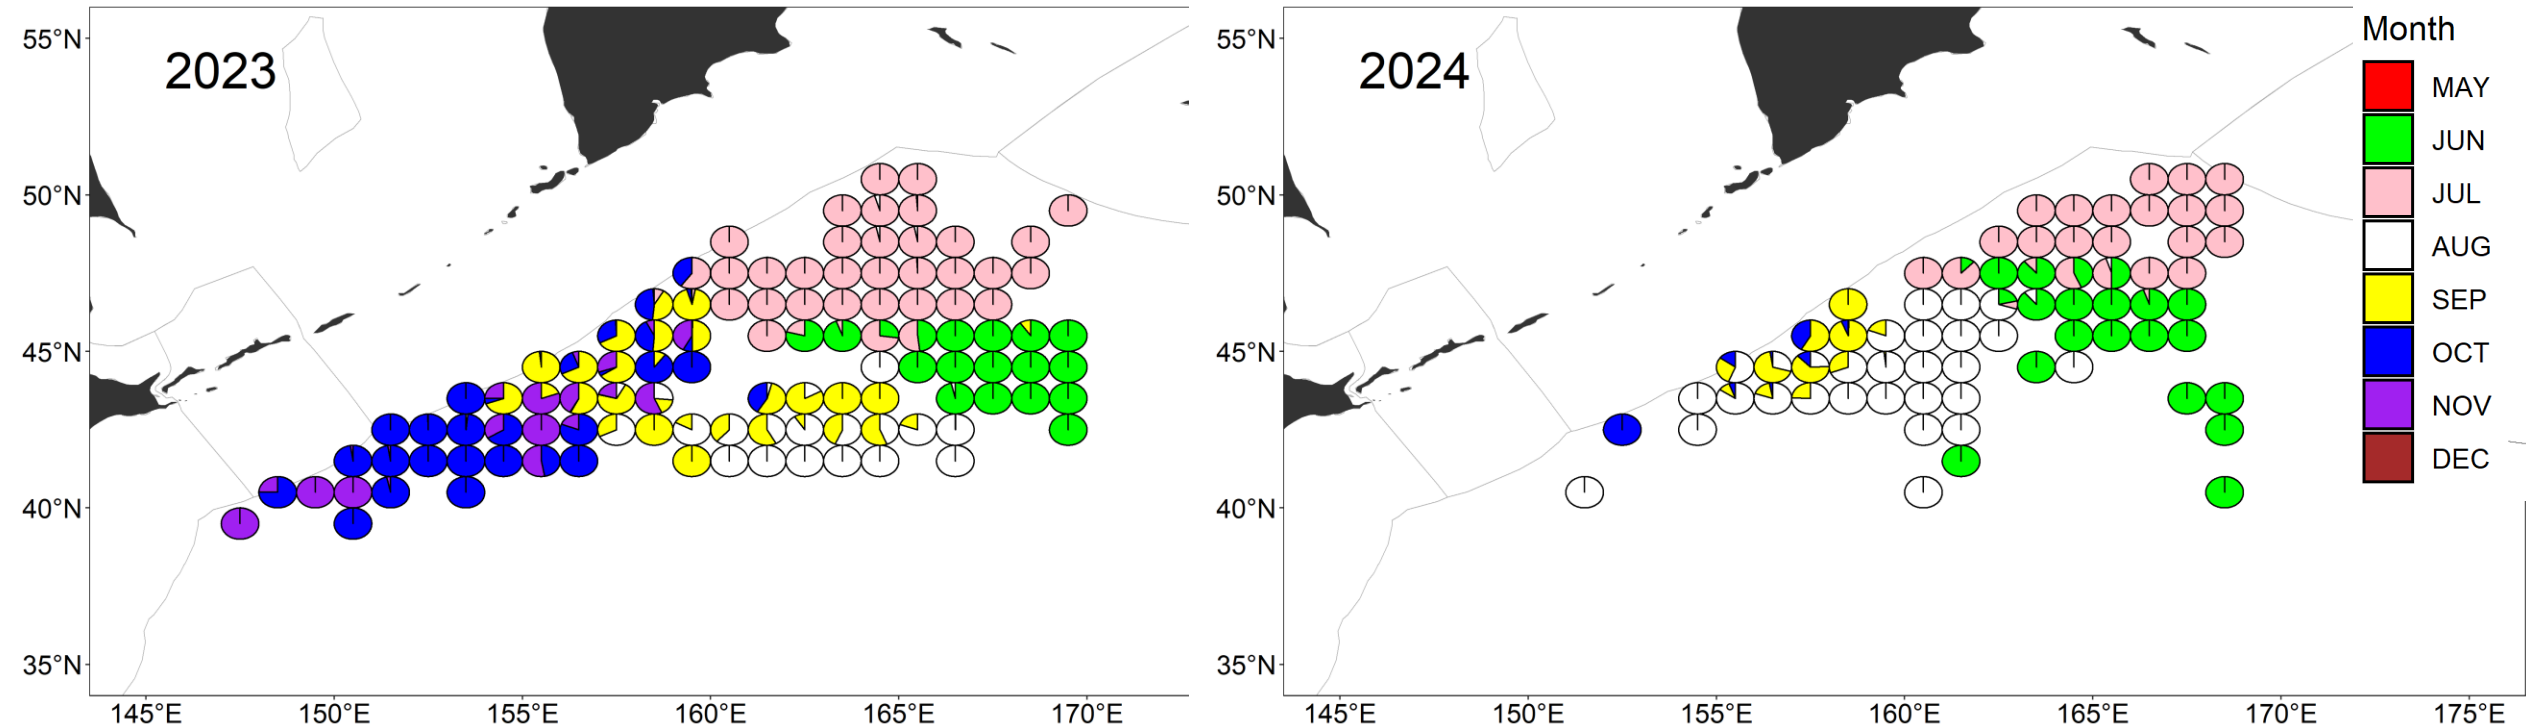 2023
55°N
50°N
45°N
40°N
35°N
145°E 150°E 155°E 160°E 165°E 170°E
2024
55°N
50°N
45°N
40°N
35°N
145°E 150°E 155°E 160°E 165°E 170°E 175°E
Month
MAY
JUN
JUL
AUG
SEP
OCT
NOV
DEC